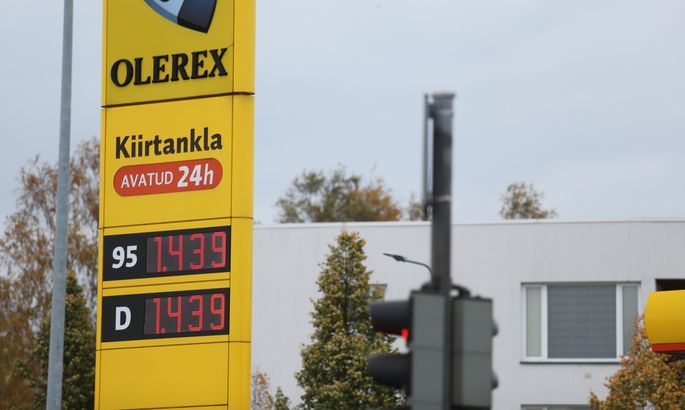 OLEREX
Kiirtankla
AVATUD 24h
95 1.439
D 1.439